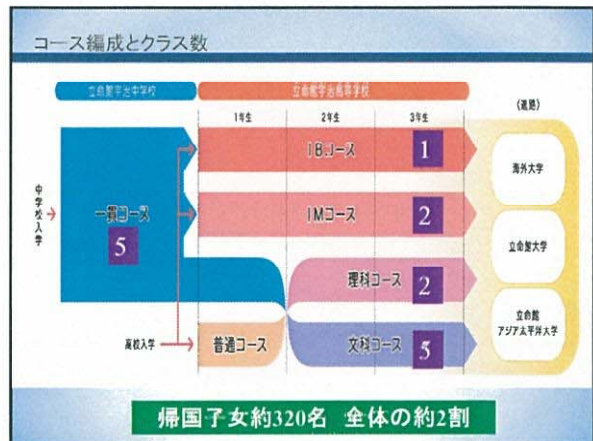 コース編成とクラス数
立命館宇治中学校
立命館宇治高等学校
1年生
2年生
3年生
〈進路〉
中学校入学
一貫コース
5
IBコース
1
IMコース
2
理科コース
2
高校入学
普通コース
文科コース
5
海外大学
立命館大学
立命館
アジア太平洋大学
帰国子女約320名 全体の約2割